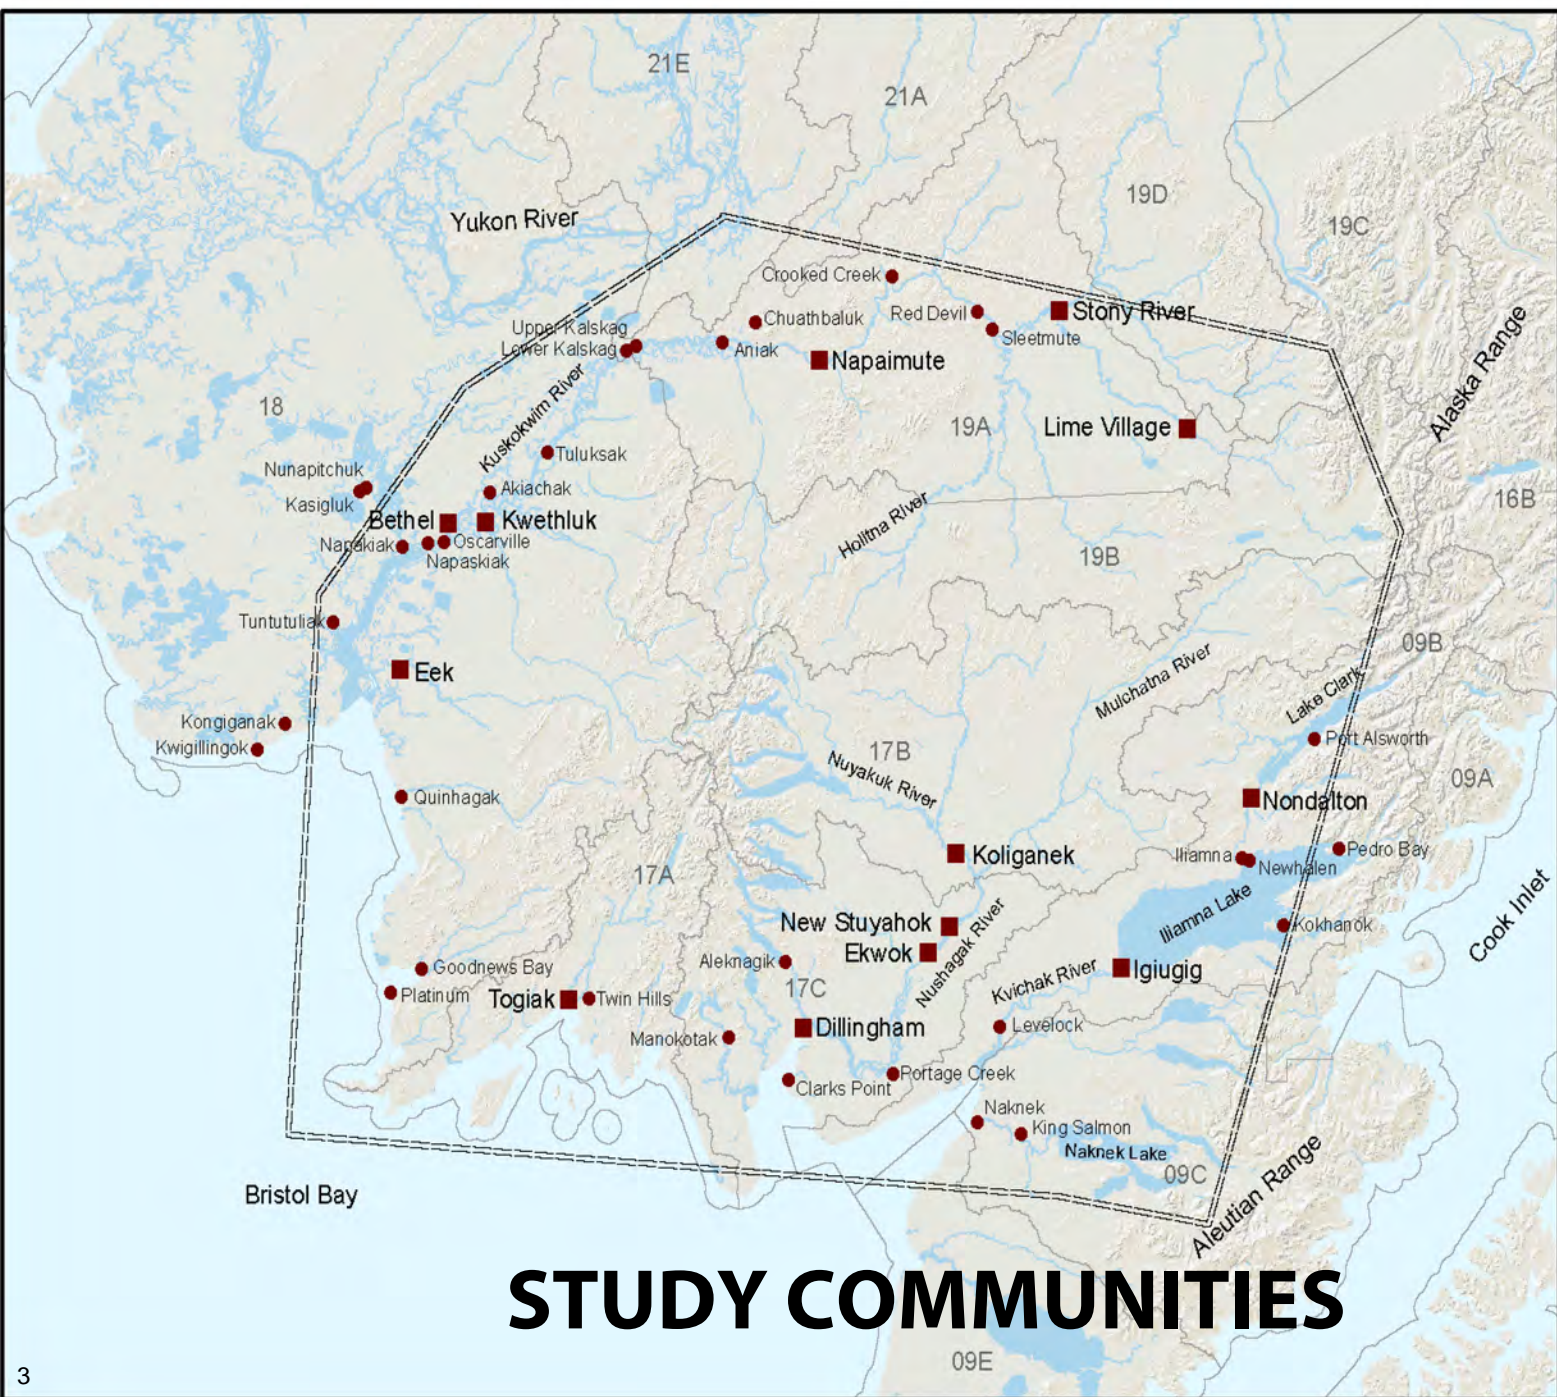 21E
21A
19D
Yukon River
19C
Crooked Creek
Red Devil
Stony River
Chuathbaluk
Upper Kalskag
Sleetmute
Lower Kalskag
Aniak
Napaimute
Alaska Range
18
Kuskokwim River
19A
Lime Village
Tuluksak
Nunapitchuk
Akiachak
Kasigluk
16B
Bethel
Kwethluk
Holitna River
Napakiak
Oscarville
Napaskiak
19B
Tuntutuliak
09B
Eek
Mulchatna River
Lake Clark
Kongiganak
Port Alsworth
Kwigillingok
17B
Nuyakuk River
09A
Quinhagak
Nondalton
Koligane​k
Iliamna
Pedro Bay
Newhalen
17A
Iliamna Lake
Cook Inlet
New Stuyahok
Kokhanok
Ekwok
Nushagak River
Aleknagik
Goodnews Bay
Kvichak River
Igiugig
17C
Platinum
Togiak
Twin Hills
Dillingham
Levelock
Manokotak
Portage Creek
Clarks Point
Naknek
King Salmon
Naknek Lake
09C
Aleutian Range
Bristol Bay
STUDY COMMUNITIES
09E
3